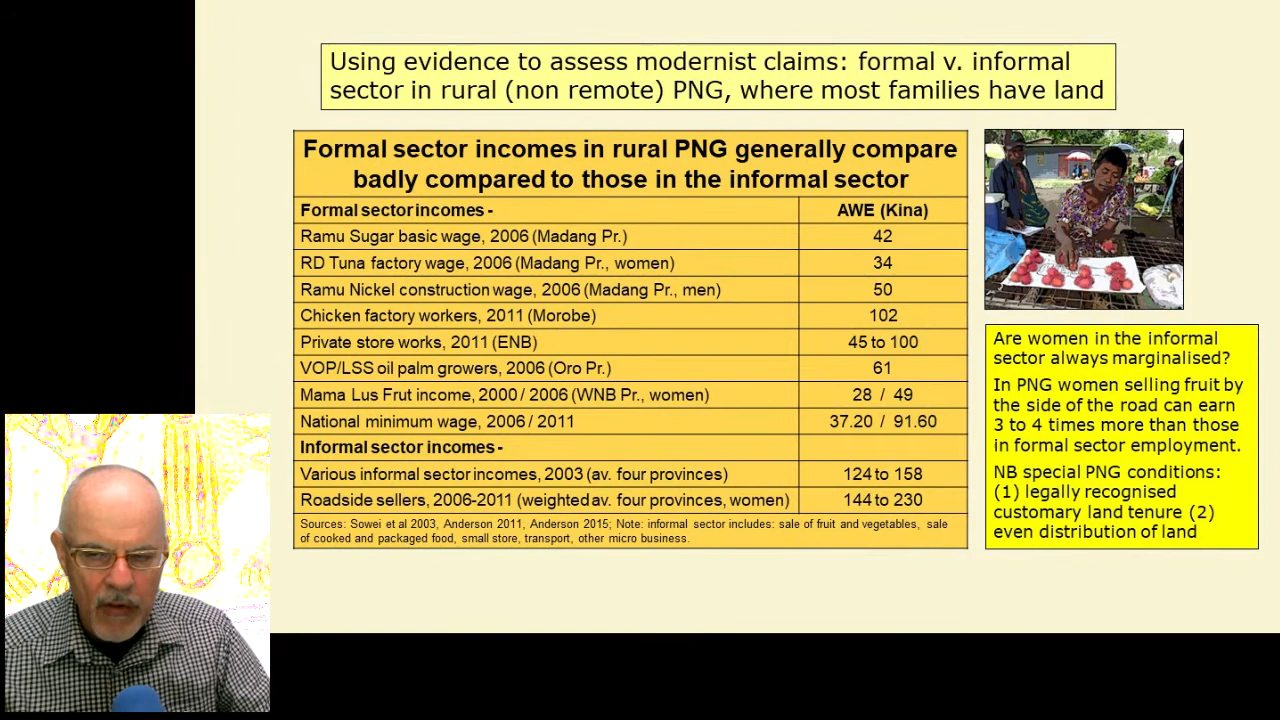 Using evidence to assess modernist claims: formal v. informal
sector in rural (non remote) PNG, where most families have land
Formal sector incomes in rural PNG generally compare
badly compared to those in the informal sector
Formal sector incomes - AWE (Kina)
Ramu Sugar basic wage, 2006 (Madang Pr.) 42
RD Tuna factory wage, 2006 (Madang Pr., women) 34
Ramu Nickel construction wage, 2006 (Madang Pr., men) 50
Chicken factory workers, 2011 (Morobe) 102
Private store works, 2011 (ENB) 45 to 100
VOP/LSS oil palm growers, 2006 (Oro Pr.) 61
Mama Lus Frut income, 2000 / 2006 (WNB Pr., women) 28 / 49
National minimum wage, 2006 / 2011 37.20 / 91.60
Informal sector incomes -
Various informal sector incomes, 2003 (av. four provinces) 124 to 158
Roadside sellers, 2006-2011 (weighted av. four provinces, women) 144 to 230
Sources: Sowei et al 2003, Anderson 2011, Anderson 2015; Note: informal sector includes: sale of fruit and vegetables, sale
of cooked and packaged food, small store, transport, other micro business.
Are women in the informal
sector always marginalised?
In PNG women selling fruit by
the side of the road can earn
3 to 4 times more than those
in formal sector employment.
NB special PNG conditions:
(1) legally recognised
customary land tenure (2)
even distribution of land